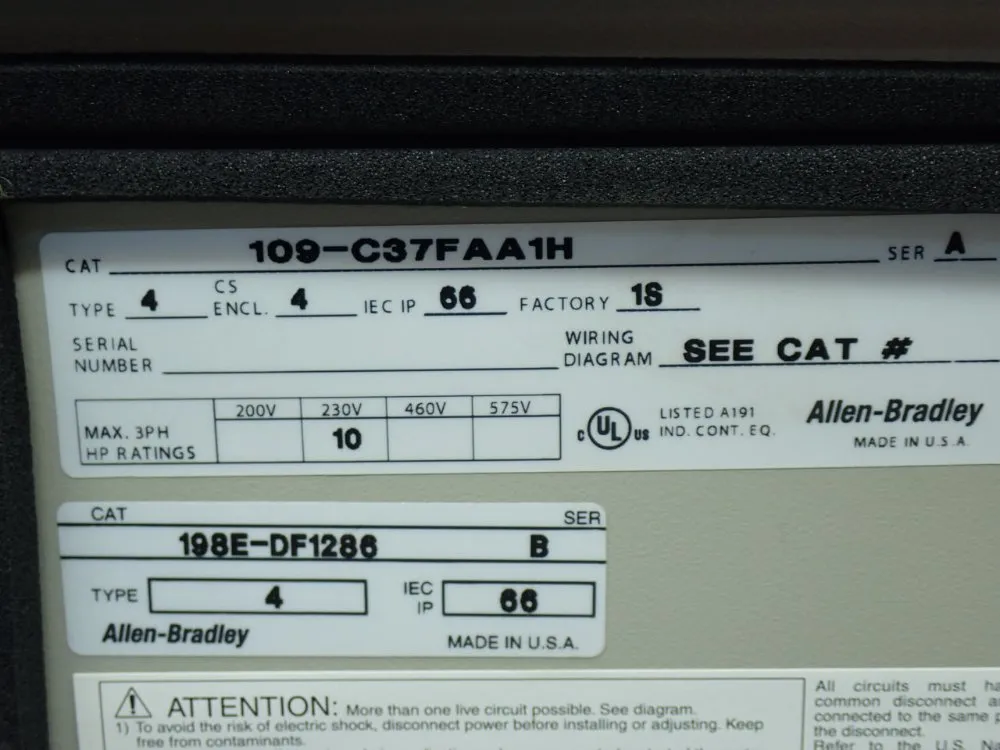 CAT 109-C37FAA1H SER A
TYPE 4 CS ENCL. 4 IEC IP 66 FACTORY 1S
SERIAL NUMBER WIRING DIAGRAM SEE CAT #
200V 230V 460V 575V
MAX. 3PH HP RATINGS 10
c UL us LISTED A191 IND. CONT. EQ.
Allen-Bradley
MADE IN U.S.A.
CAT SER
198E-DF1286 B
TYPE 4 IEC IP 66
Allen-Bradley MADE IN U.S.A.
ATTENTION: More than one live circuit possible. See diagram.
1) To avoid the risk of electric shock, disconnect power before installing or adjusting. Keep
free from contaminants.
All circuits must
common disconnect
connected to the same
the disconnect.
Refer to the U.S.